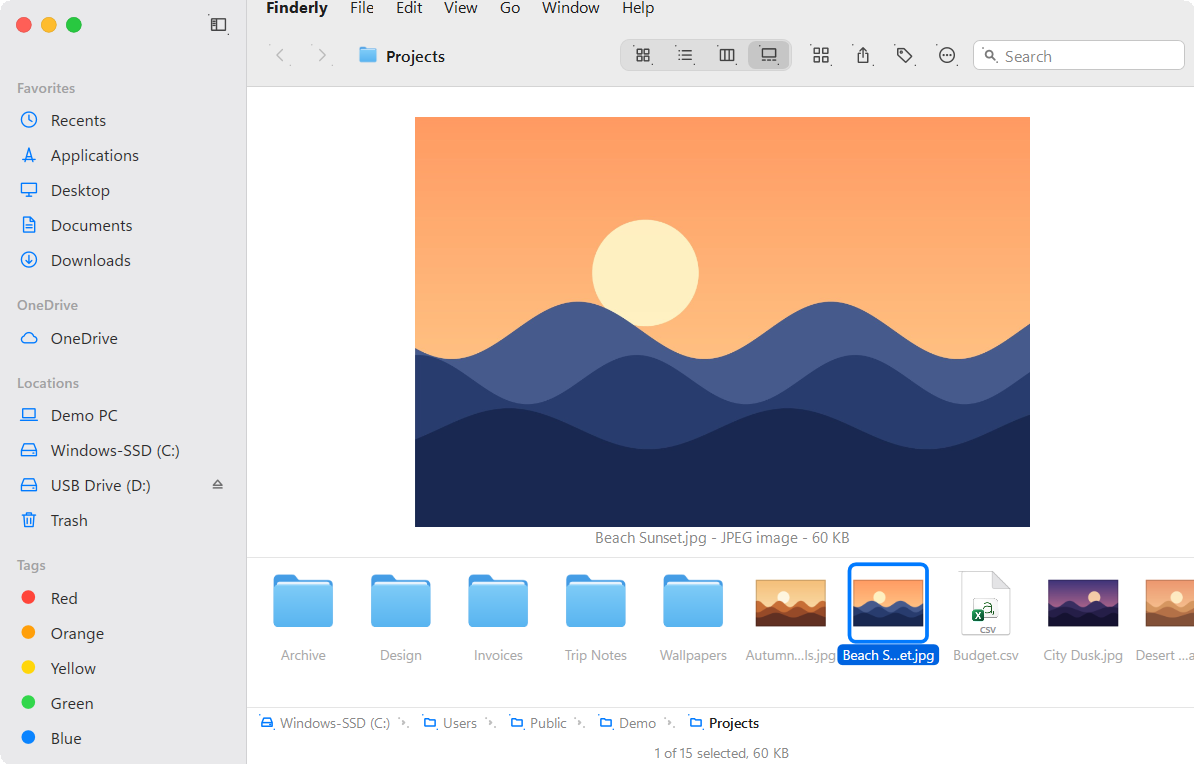 Finderly File Edit View Go Window Help
Projects
Search
Favorites
Recents
Applications
Desktop
Documents
Downloads
OneDrive
OneDrive
Locations
Demo PC
Windows-SSD (C:)
USB Drive (D:)
Trash
Tags
Red
Orange
Yellow
Green
Blue
Beach Sunset.jpg - JPEG image - 60 KB
CSV
Archive Design Invoices Trip Notes Wallpapers Autumn...ls.jpg Beach S...et.jpg Budget.csv City Dusk.jpg Desert ...a
Windows-SSD (C:) Users Public Demo Projects
1 of 15 selected, 60 KB